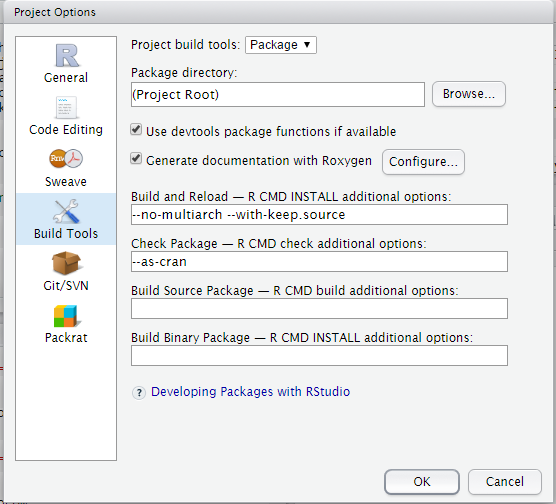 Project Options
General
Code Editing
Rnw
Sweave
Build Tools
Git/SVN
Packrat
Project build tools: Package
Package directory:
(Project Root)
Browse...
Use devtools package functions if available
Generate documentation with Roxygen
Configure...
Build and Reload — R CMD INSTALL additional options:
--no-multiarch --with-keep.source
Check Package — R CMD check additional options:
--as-cran
Build Source Package — R CMD build additional options:
Build Binary Package — R CMD INSTALL additional options:
? Developing Packages with RStudio
OK
Cancel